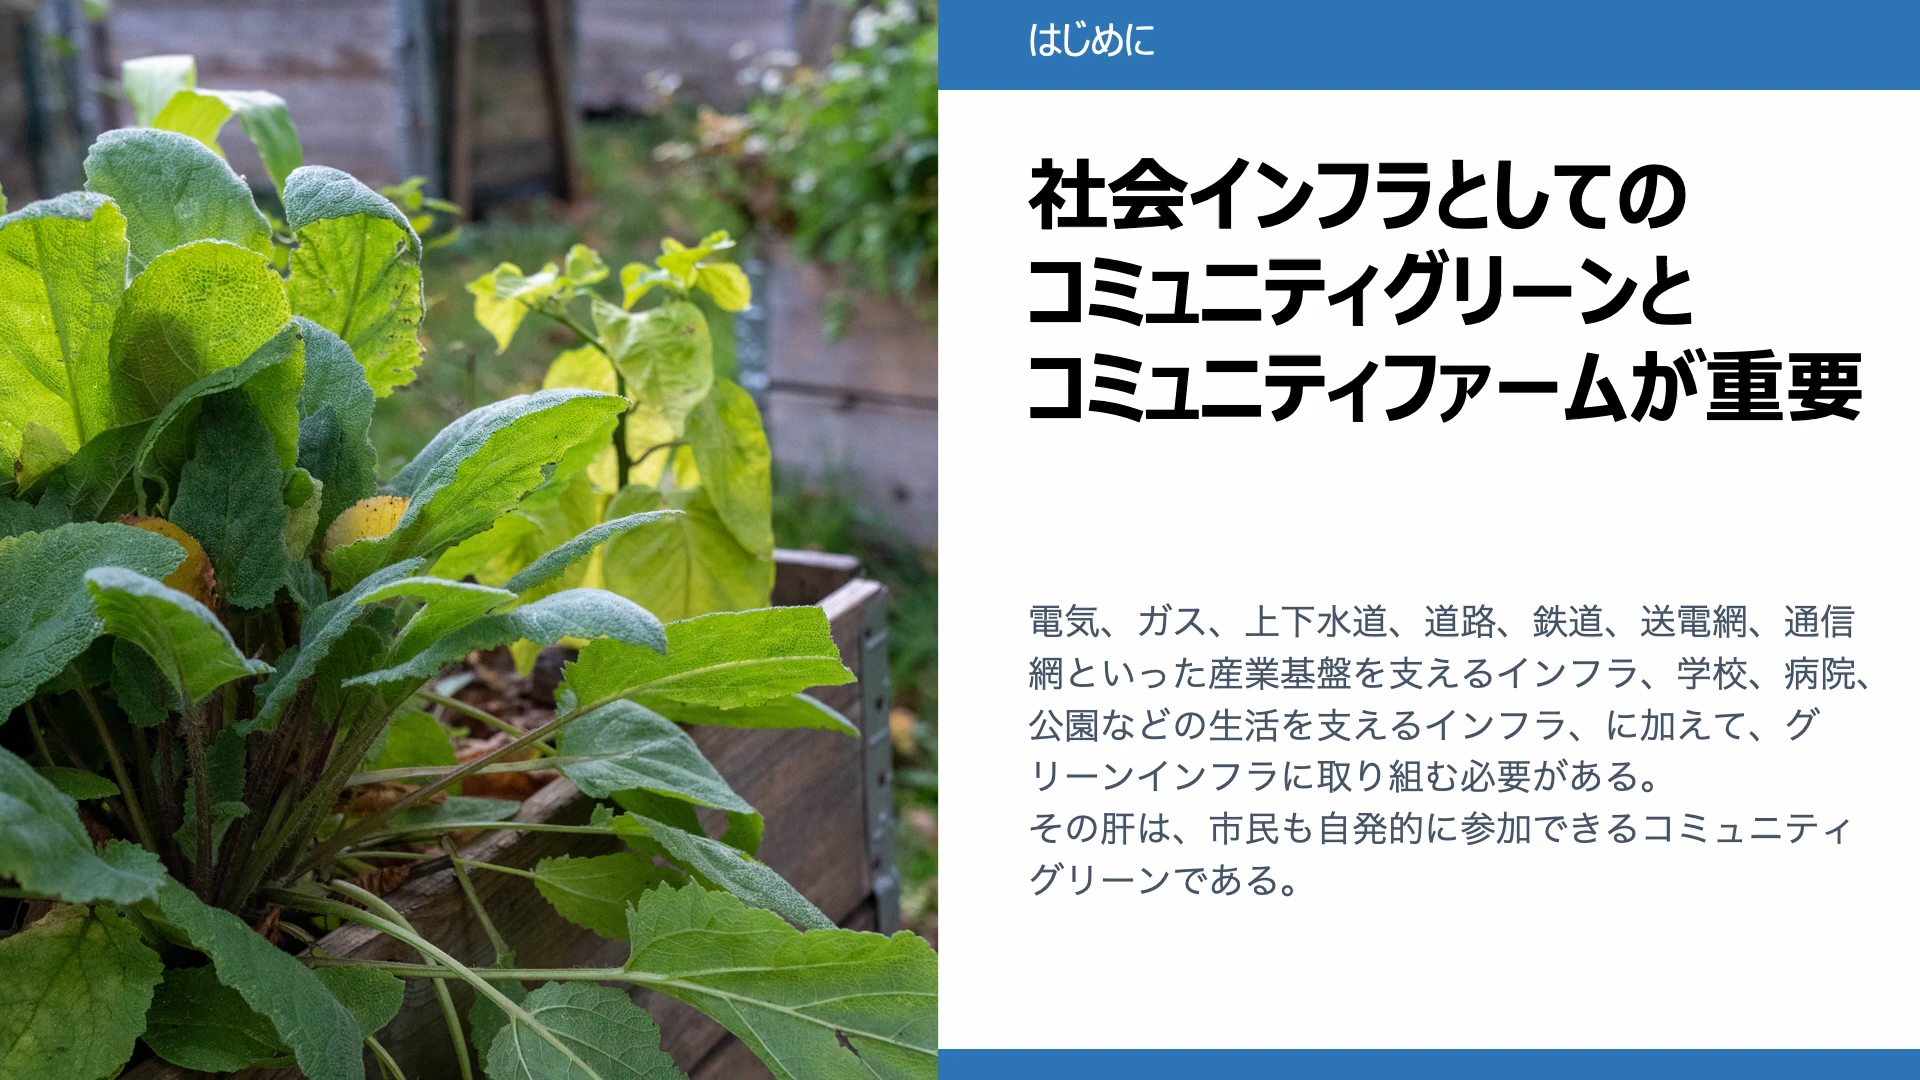 はじめに
社会インフラとしての
コミュニティグリーンと
コミュニティファームが重要
電気、ガス、上下水道、道路、鉄道、送電網、通信
網といった産業基盤を支えるインフラ、学校、病院、
公園などの生活を支えるインフラ、に加えて、グ
リーンインフラに取り組む必要がある。
その肝は、市民も自発的に参加できるコミュニティ
グリーンである。